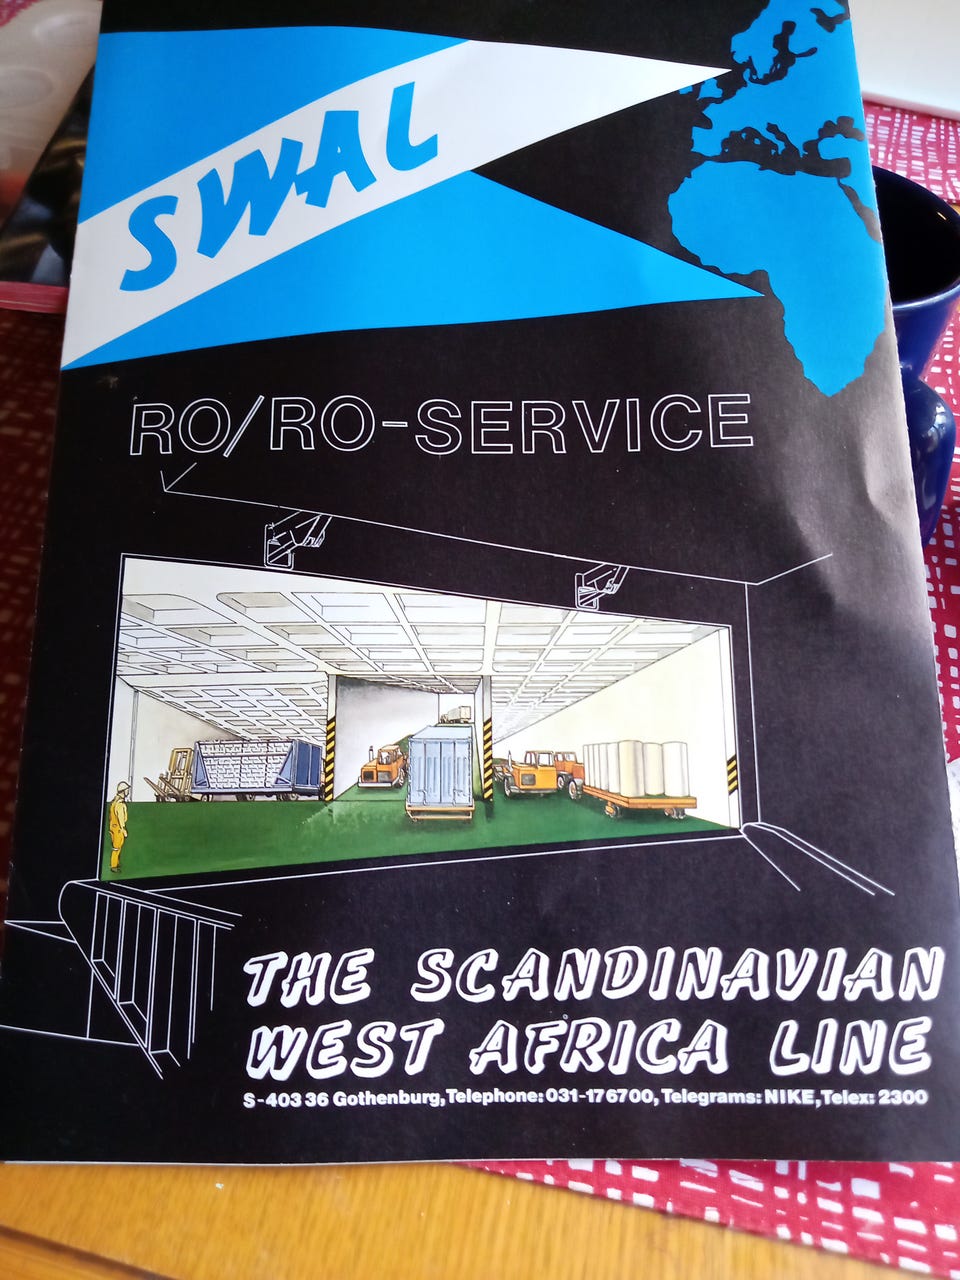 SWAL
RO/RO-SERVICE
THE SCANDINAVIAN
WEST AFRICA LINE
S-403 36 Gothenburg, Telephone: 031-176700, Telegrams: NIKE, Telex: 2300